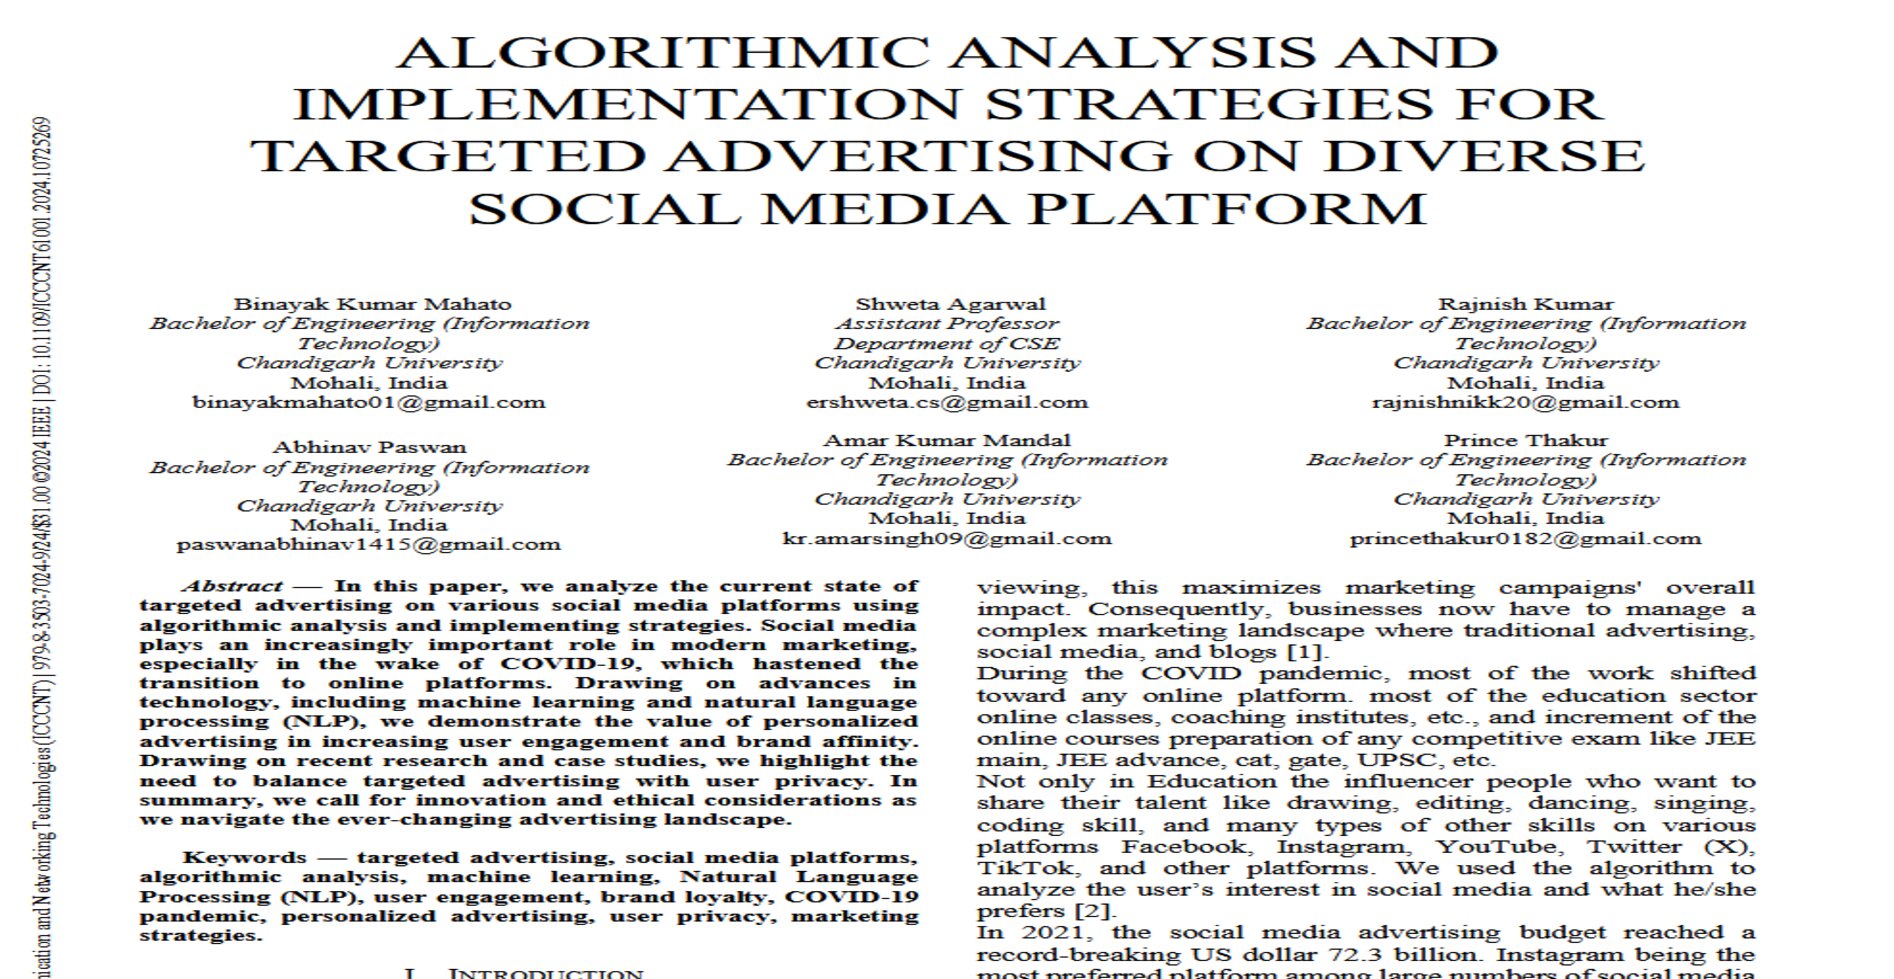 ALGORITHMIC ANALYSIS AND
IMPLEMENTATION STRATEGIES FOR
TARGETED ADVERTISING ON DIVERSE
SOCIAL MEDIA PLATFORM
Binayak Kumar Mahato
Bachelor of Engineering (Information
Technology)
Chandigarh University
Mohali, India
binayakmahato01@gmail.com
Shweta Agarwal
Assistant Professor
Department of CSE
Chandigarh University
Mohali, India
ershweta.cs@gmail.com
Rajnish Kumar
Bachelor of Engineering (Information
Technology)
Chandigarh University
Mohali, India
rajnishnikk20@gmail.com
Abhinav Paswan
Bachelor of Engineering (Information
Technology)
Chandigarh University
Mohali, India
paswanabhinav1415@gmail.com
Amar Kumar Mandal
Bachelor of Engineering (Information
Technology)
Chandigarh University
Mohali, India
kr.amarsingh09@gmail.com
Prince Thakur
Bachelor of Engineering (Information
Technology)
Chandigarh University
Mohali, India
princethakur0182@gmail.com
Abstract — In this paper, we analyze the current state of
targeted advertising on various social media platforms using
algorithmic analysis and implementing strategies. Social media
plays an increasingly important role in modern marketing,
especially in the wake of COVID-19, which hastened the
transition to online platforms. Drawing on advances in
technology, including machine learning and natural language
processing (NLP), we demonstrate the value of personalized
advertising in increasing user engagement and brand affinity.
Drawing on recent research and case studies, we highlight the
need to balance targeted advertising with user privacy. In
summary, we call for innovation and ethical considerations as
we navigate the ever-changing advertising landscape.
Keywords — targeted advertising, social media platforms,
algorithmic analysis, machine learning, Natural Language
Processing (NLP), user engagement, brand loyalty, COVID-19
pandemic, personalized advertising, user privacy, marketing
strategies.
I. INTRODUCTION
viewing, this maximizes marketing campaigns' overall
impact. Consequently, businesses now have to manage a
complex marketing landscape where traditional advertising,
social media, and blogs [1].
During the COVID pandemic, most of the work shifted
toward any online platform. most of the education sector
online classes, coaching institutes, etc., and increment of the
online courses preparation of any competitive exam like JEE
main, JEE advance, cat, gate, UPSC, etc.
Not only in Education the influencer people who want to
share their talent like drawing, editing, dancing, singing,
coding skill, and many types of other skills on various
platforms Facebook, Instagram, YouTube, Twitter (X),
TikTok, and other platforms. We used the algorithm to
analyze the user’s interest in social media and what he/she
prefers [2].
In 2021, the social media advertising budget reached a
record-breaking US dollar 72.3 billion. Instagram being the
most preferred platform among large numbers of social media
nication and Networking Technologies (ICCCNT) | 979-8-3503-7024-9/24/$31.00 ©2024 IEEE | DOI: 10.1109/ICCCNT61001.2024.10725269